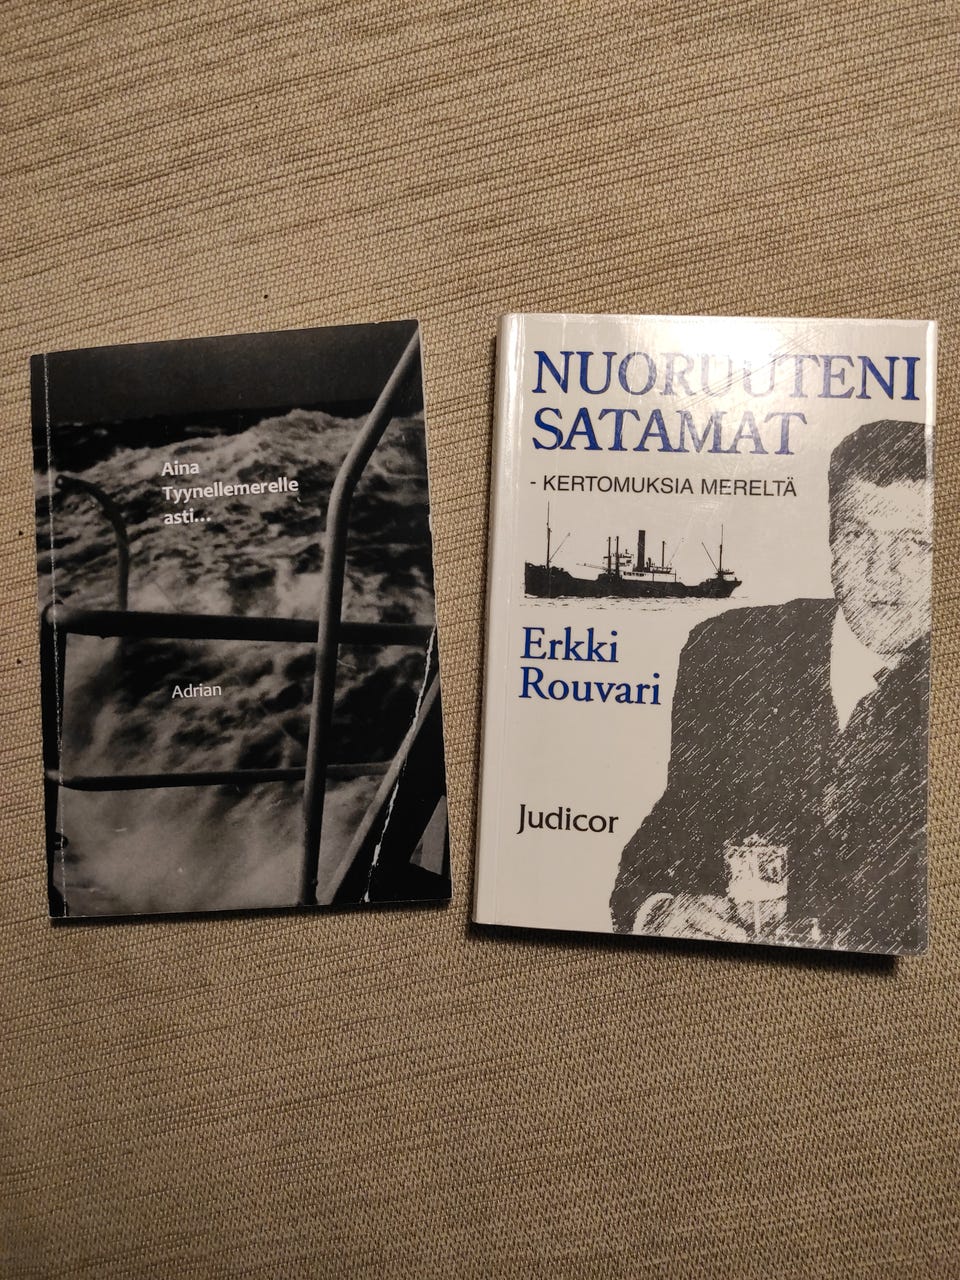 Aina
Tyynellemerelle
asti...
Adrian
NUORUUTENI
SATAMAT
- KERTOMUKSIA MERELTÄ
Erkki
Rouvari
Judicor